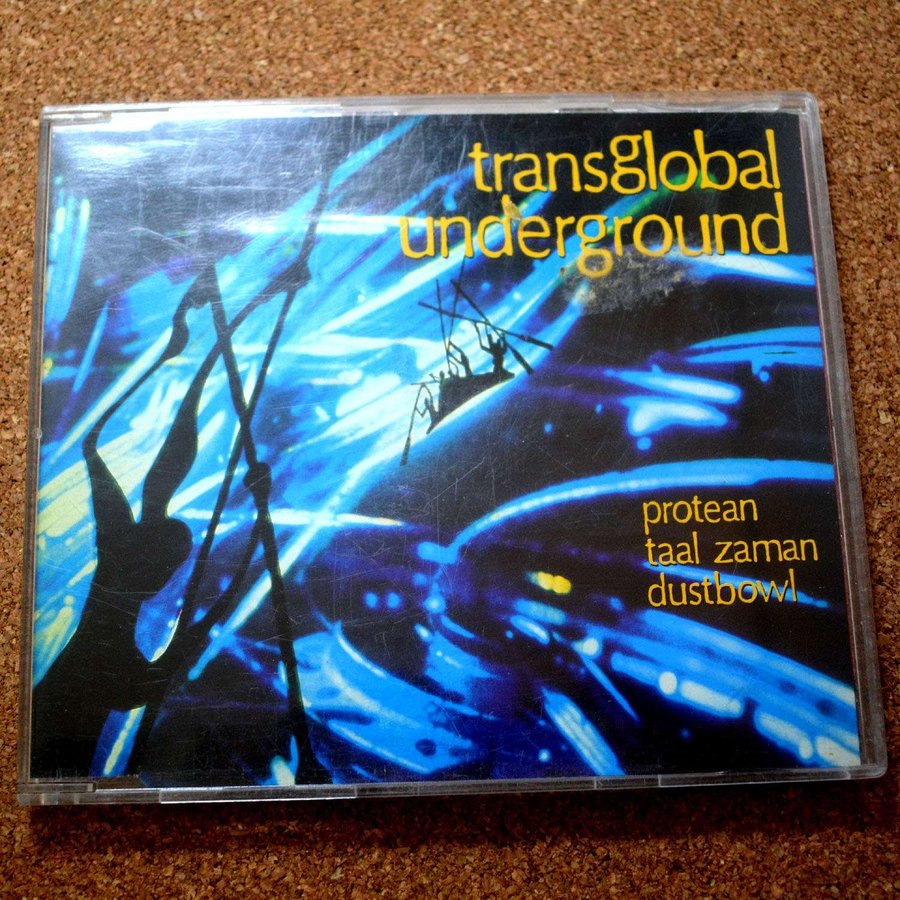 transglobal
underground
protean
taal zaman
dustbowl